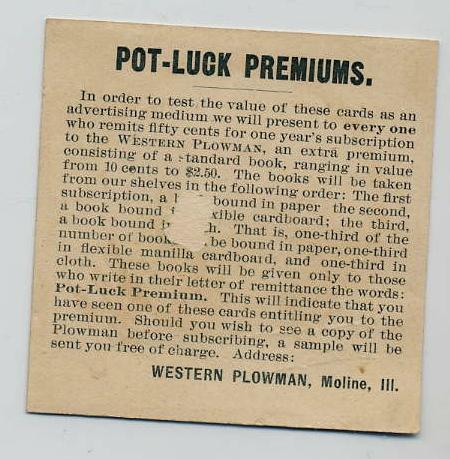 POT-LUCK PREMIUMS.
In order to test the value of these cards as an
advertising medium we will present to every one
who remits fifty cents for one year's subscription
to the WESTERN PLOWMAN, an extra premium,
consisting of a standard book, ranging in value
from 10 cents to $2.50. The books will be taken
from our shelves in the following order: The first
subscription, a bound in paper the second,
a book bound cardboard; the third,
a book bound That is, one-third of the
number of be bound in paper, one-third
in flexible manilla cardboard, and one-third in
cloth. These books will be given only to those
who write in their letter of remittance the words:
Pot-Luck Premium. This will indicate that you
have seen one of these cards entitling you to the
premium. Should you wish to see a copy of the
Plowman before subscribing, a sample will be
sent you free of charge. Address:
WESTERN PLOWMAN, Moline, Ill.